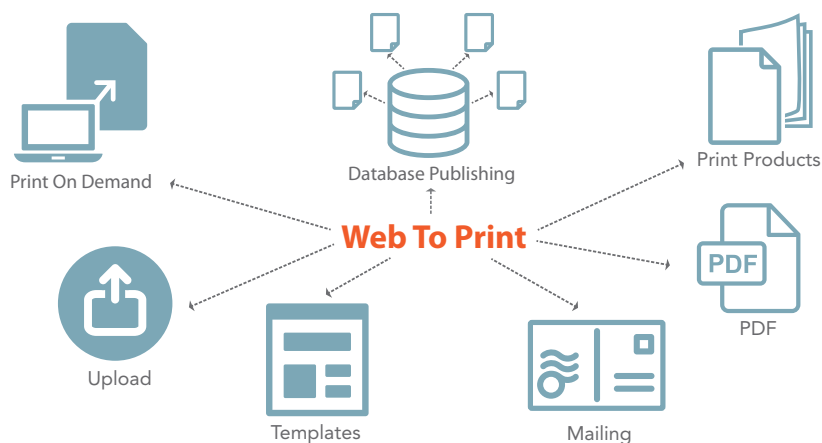 Print On Demand
Database Publishing
Print Products
Web To Print
PDF
PDF
Upload
Templates
Mailing